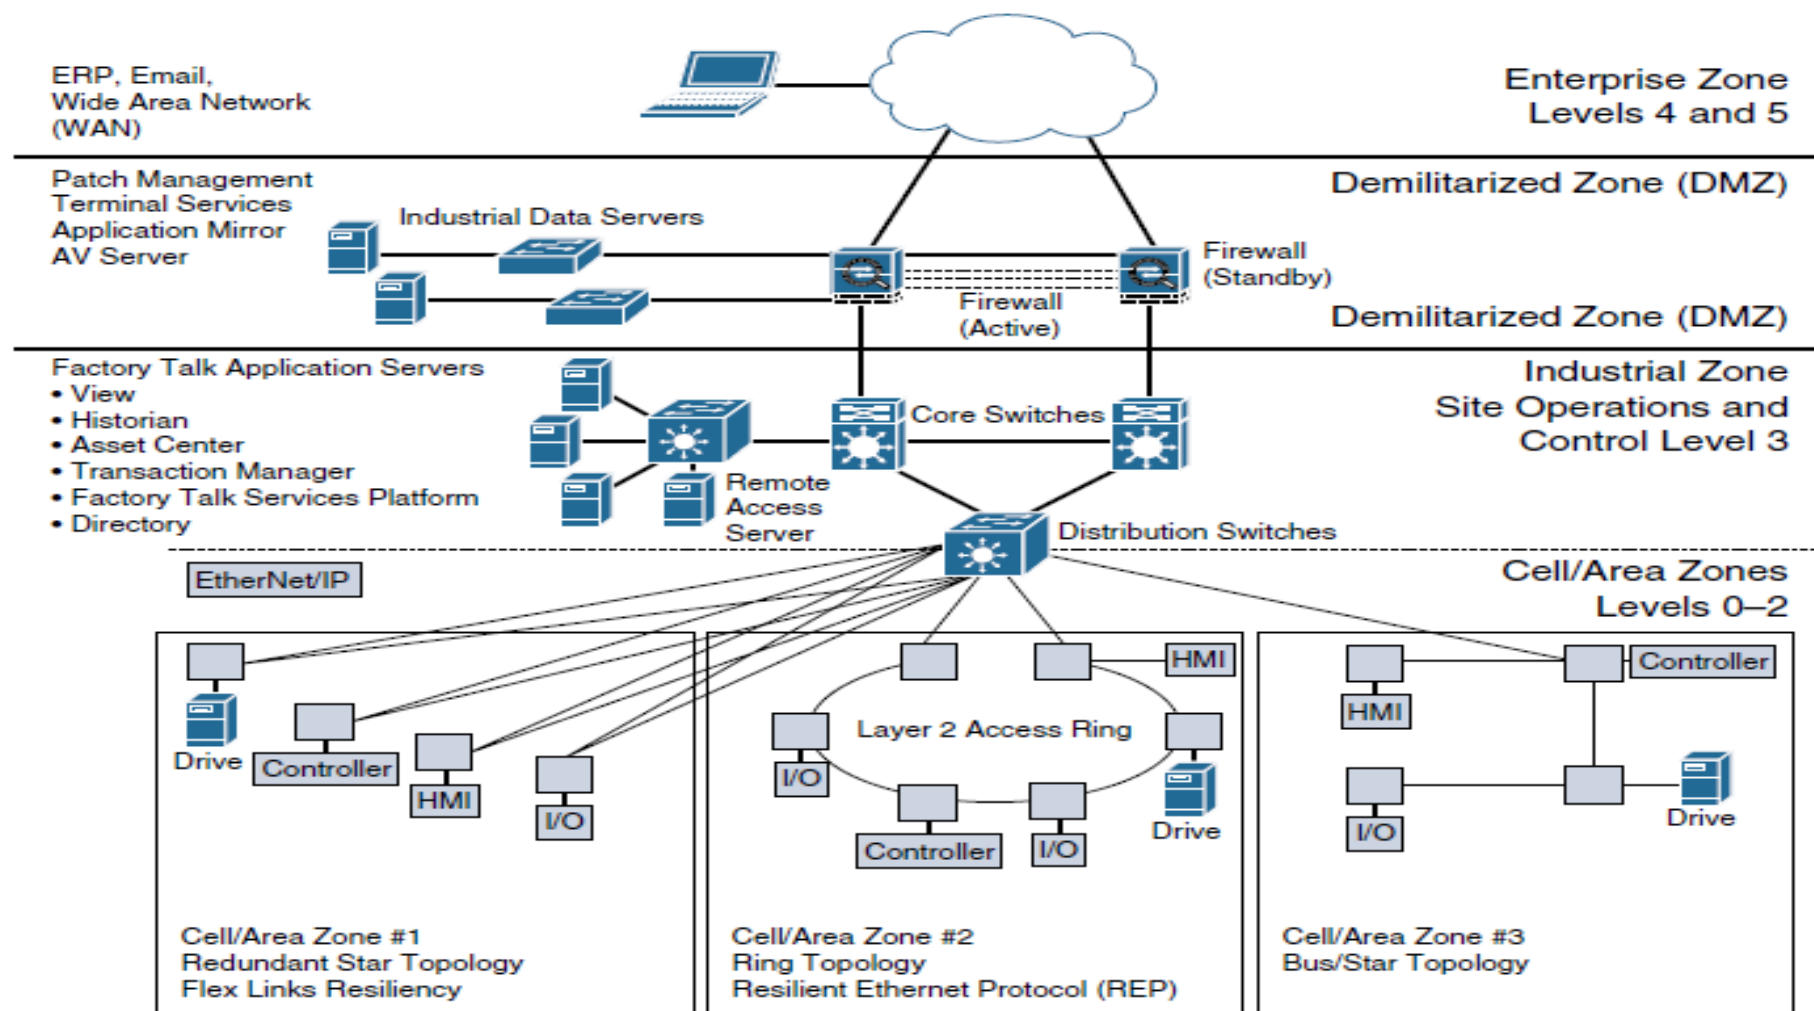 ERP, Email,
Wide Area Network
(WAN)
Enterprise Zone
Levels 4 and 5
Patch Management
Terminal Services
Application Mirror
AV Server
Industrial Data Servers
Demilitarized Zone (DMZ)
Firewall
(Standby)
Firewall
(Active)
Demilitarized Zone (DMZ)
Factory Talk Application Servers
• View
• Historian
• Asset Center
• Transaction Manager
• Factory Talk Services Platform
• Directory
Remote
Access
Server
Core Switches
Industrial Zone
Site Operations and
Control Level 3
Distribution Switches
EtherNet/IP
Cell/Area Zones
Levels 0–2
Drive
Controller
HMI
I/O
Cell/Area Zone #1
Redundant Star Topology
Flex Links Resiliency
HMI
Layer 2 Access Ring
I/O
Controller
I/O
Drive
Cell/Area Zone #2
Ring Topology
Resilient Ethernet Protocol (REP)
Controller
HMI
I/O
Drive
Cell/Area Zone #3
Bus/Star Topology